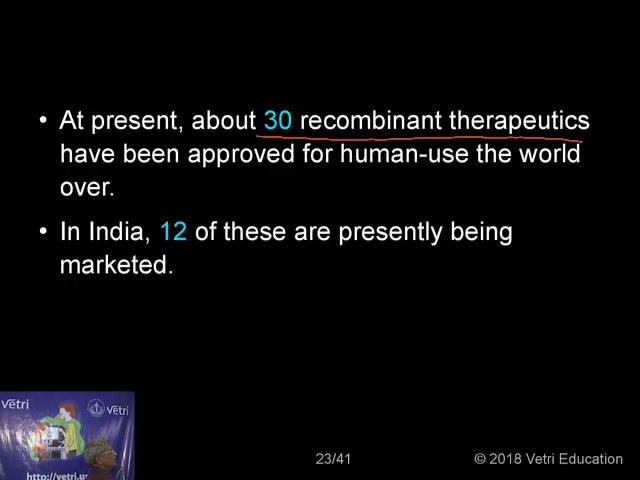 • At present, about 30 recombinant therapeutics
have been approved for human-use the world
over.
• In India, 12 of these are presently being
marketed.
Vetri
Vetri
http://vetri.
23/41
© 2018 Vetri Education